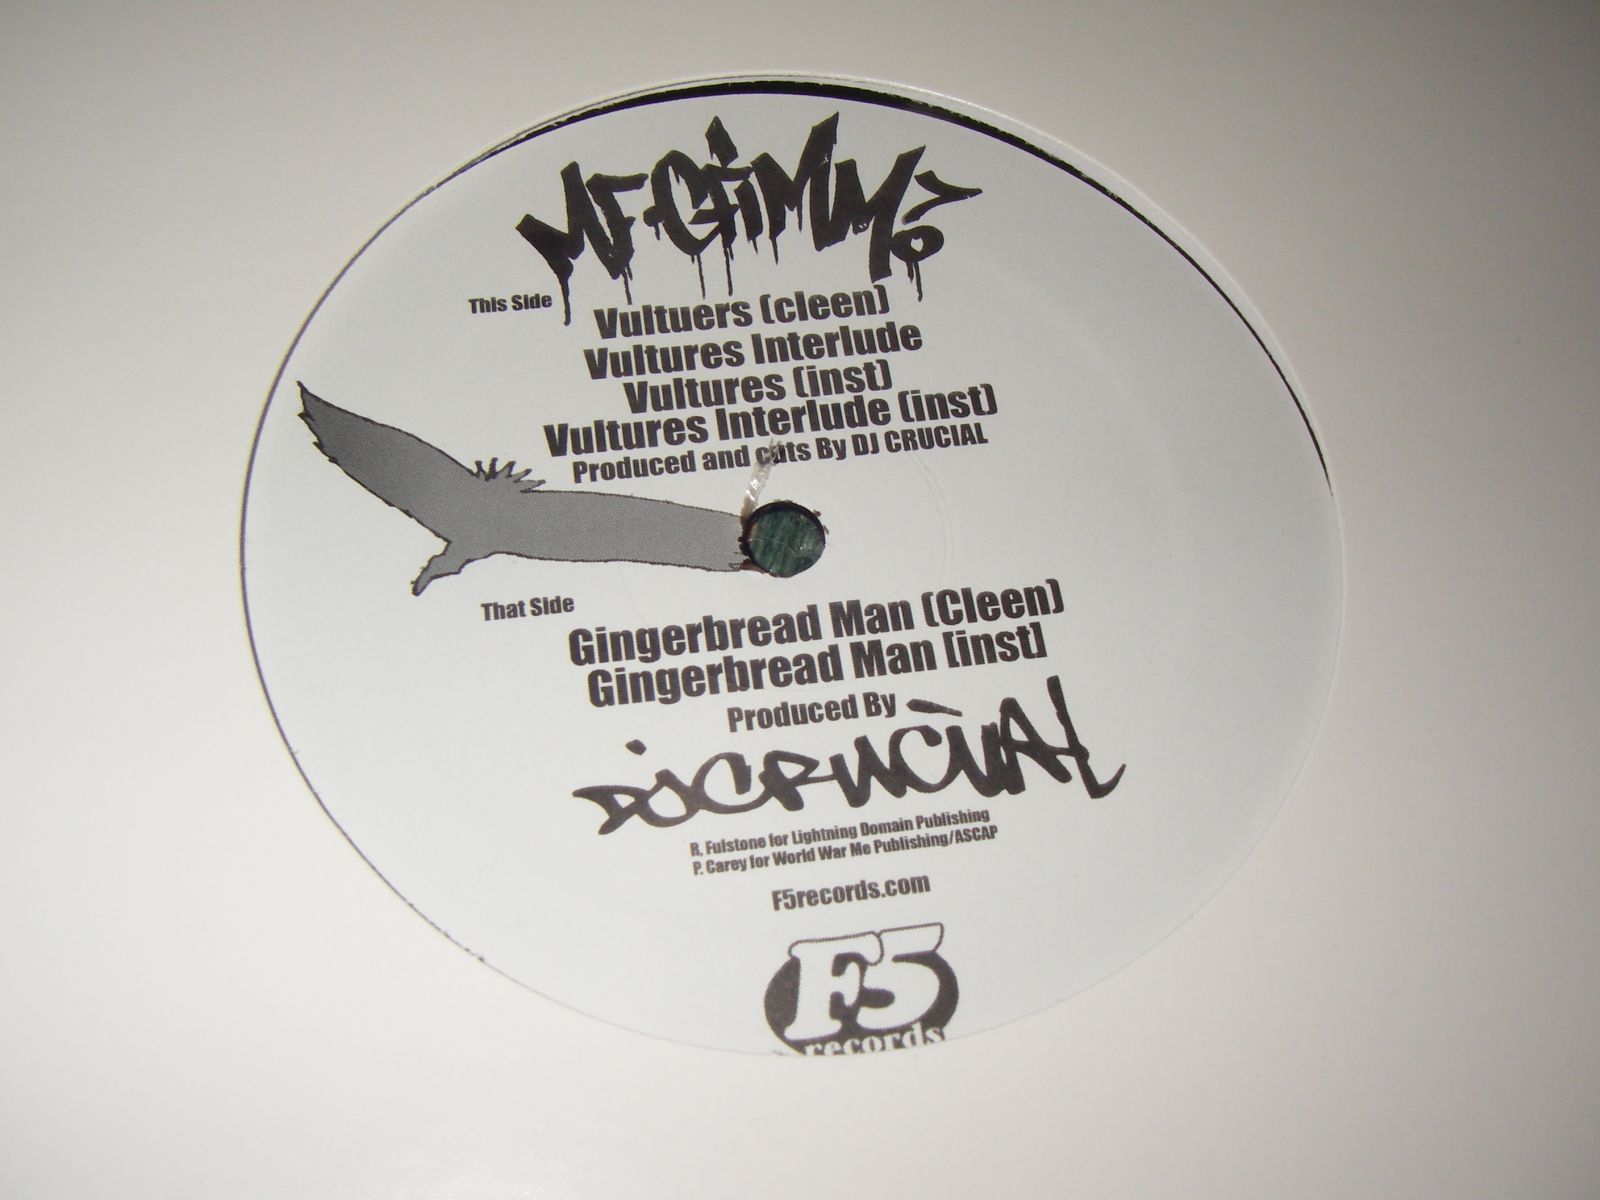 MF GRIMM?
This Side
Vultuers (cleen)
Vultures Interlude
Vultures (inst)
Vultures Interlude (inst)
Produced and cuts By DJ CRUCIAL
That Side
Gingerbread Man (Cleen)
Gingerbread Man [inst]
Produced By
DJ CRUCIAL
R, Fulstone for Lightning Domain Publishing
P. Carey for World War Me Publishing/ASCAP
F5records.com
F5
records